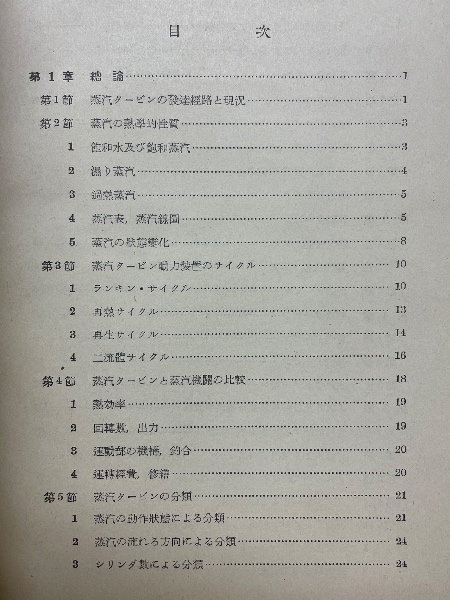 目次
第1章 總論 1
第1節 蒸汽タービンの發達經路と現況 1
第2節 蒸汽の熱學的性質 3
1 飽和水及び飽和蒸汽 3
2 濕り蒸汽 4
3 過熱蒸汽 5
4 蒸汽表，蒸汽線圖 5
5 蒸汽の狀態變化 8
第3節 蒸汽タービン動力裝置のサイクル 10
1 ランキン・サイクル 10
2 再熱サイクル 13
3 再生サイクル 14
4 二流體サイクル 16
第4節 蒸汽タービンと蒸汽機關の比較 18
1 熱効率 19
2 回轉數，出力 19
3 運動部の機構，釣合 20
4 運轉經費，修繕 20
第5節 蒸汽タービンの分類 21
1 蒸汽の動作狀態による分類 21
2 蒸汽の流れる方向による分類 24
3 シリンダ數による分類 24